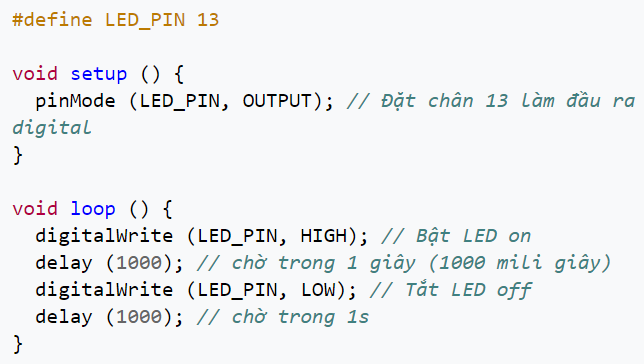 #define LED_PIN 13
void setup () {
pinMode (LED_PIN, OUTPUT); // Đặt chân 13 làm đầu ra
digital
}
void loop () {
digitalWrite (LED_PIN, HIGH); // Bật LED on
delay (1000); // chờ trong 1 giây (1000 mili giây)
digitalWrite (LED_PIN, LOW); // Tắt LED off
delay (1000); // chờ trong 1s
}